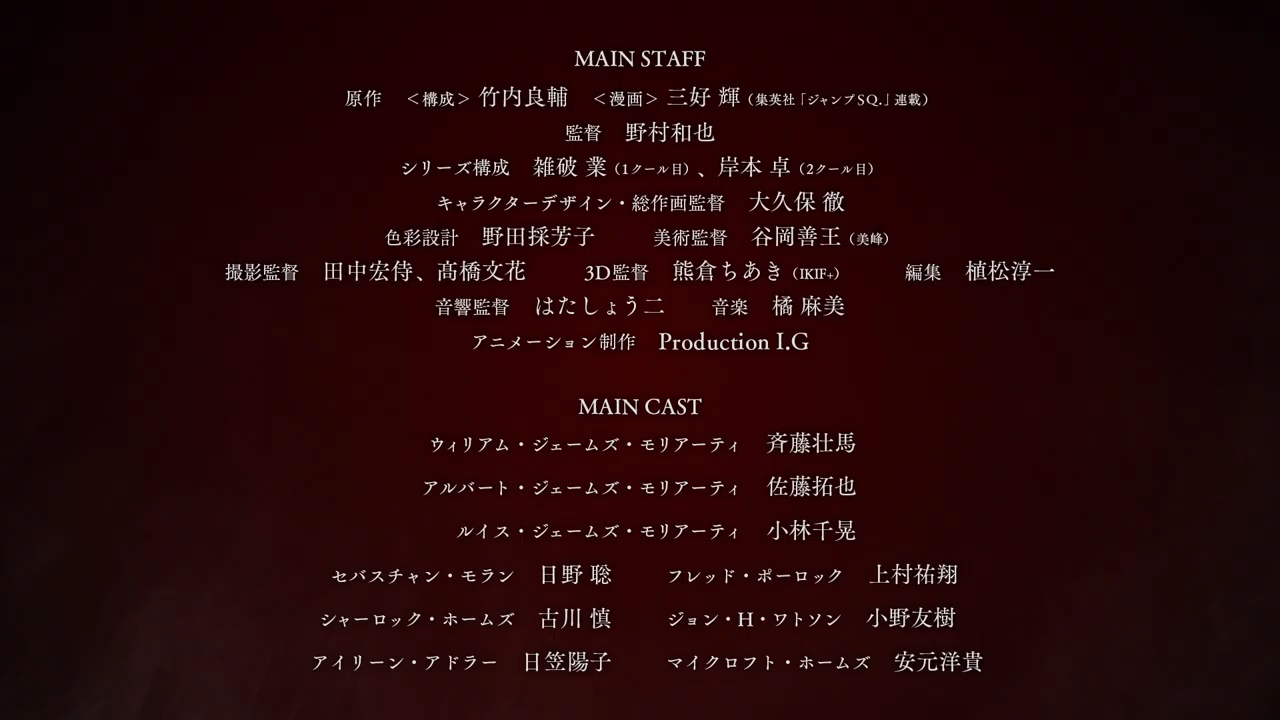 MAIN STAFF
原作　＜構成＞ 竹内良輔　＜漫画＞ 三好 輝（集英社「ジャンプSQ.」連載）
監督　野村和也
シリーズ構成　雑破 業（1クール目）、岸本 卓（2クール目）
キャラクターデザイン・総作画監督　大久保 徹
色彩設計　野田採芳子　　美術監督　谷岡善王（美峰）
撮影監督　田中宏侍、髙橋文花　　3D監督　熊倉ちあき（IKIF+）　　編集　植松淳一
音響監督　はたしょう二　　音楽　橘 麻美
アニメーション制作　Production I.G
MAIN CAST
ウィリアム・ジェームズ・モリアーティ　斉藤壮馬
アルバート・ジェームズ・モリアーティ　佐藤拓也
ルイス・ジェームズ・モリアーティ　小林千晃
セバスチャン・モラン　日野 聡　　フレッド・ポーロック　上村祐翔
シャーロック・ホームズ　古川 慎　　ジョン・H・ワトソン　小野友樹
アイリーン・アドラー　日笠陽子　　マイクロフト・ホームズ　安元洋貴